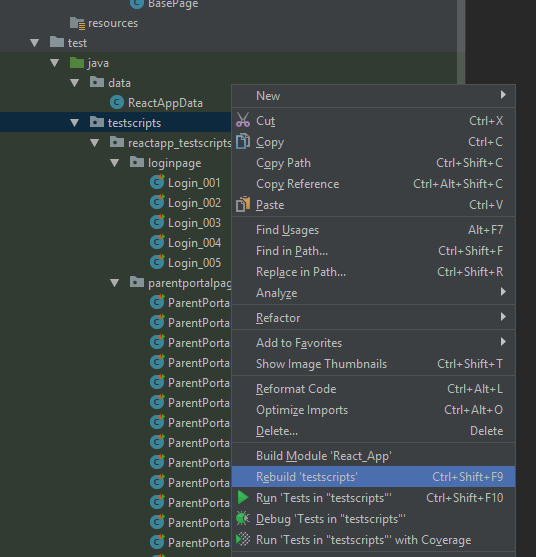 BasePage
resources
test
java
data
ReactAppData
testscripts
reactapp_testscripts
loginpage
Login_001
Login_002
Login_003
Login_004
Login_005
parentportalpag
ParentPorta
ParentPorta
ParentPorta
ParentPorta
ParentPorta
ParentPorta
ParentPorta
ParentPorta
ParentPorta
ParentPorta
ParentPorta
ParentPorta
ParentPorta
New
Cut Ctrl+X
Copy Ctrl+C
Copy Path Ctrl+Shift+C
Copy Reference Ctrl+Alt+Shift+C
Paste Ctrl+V
Find Usages Alt+F7
Find in Path... Ctrl+Shift+F
Replace in Path... Ctrl+Shift+R
Analyze
Refactor
Add to Favorites
Show Image Thumbnails Ctrl+Shift+T
Reformat Code Ctrl+Alt+L
Optimize Imports Ctrl+Alt+O
Delete... Delete
Build Module 'React_App'
Rebuild 'testscripts' Ctrl+Shift+F9
Run 'Tests in "testscripts"' Ctrl+Shift+F10
Debug 'Tests in "testscripts"'
Run 'Tests in "testscripts"' with Coverage